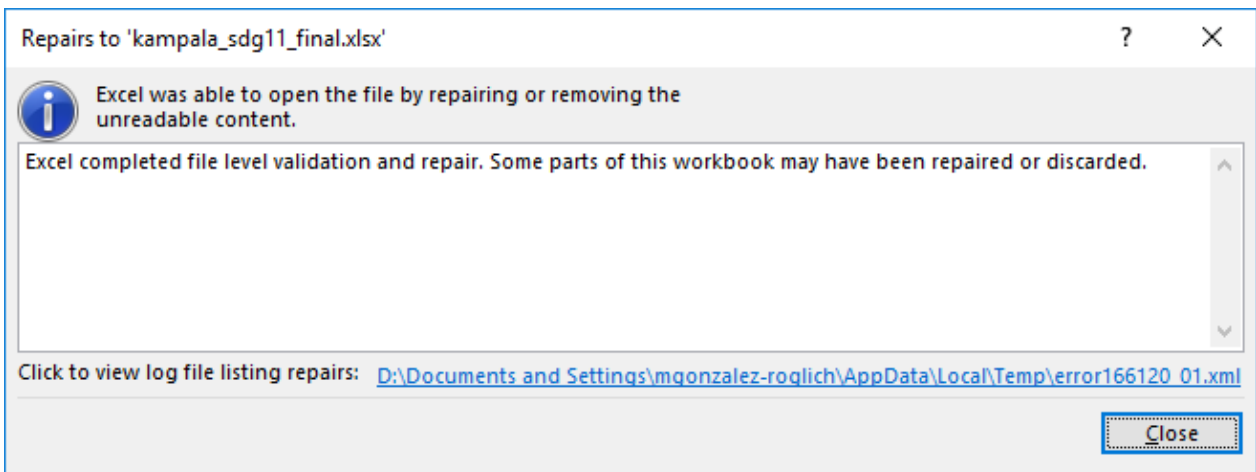 Repairs to 'kampala_sdg11_final.xlsx'
?
Excel was able to open the file by repairing or removing the
unreadable content.
Excel completed file level validation and repair. Some parts of this workbook may have been repaired or discarded.
Click to view log file listing repairs: D:\Documents and Settings\mgonzalez-roglich\AppData\Local\Temp\error166120_01.xml
Close